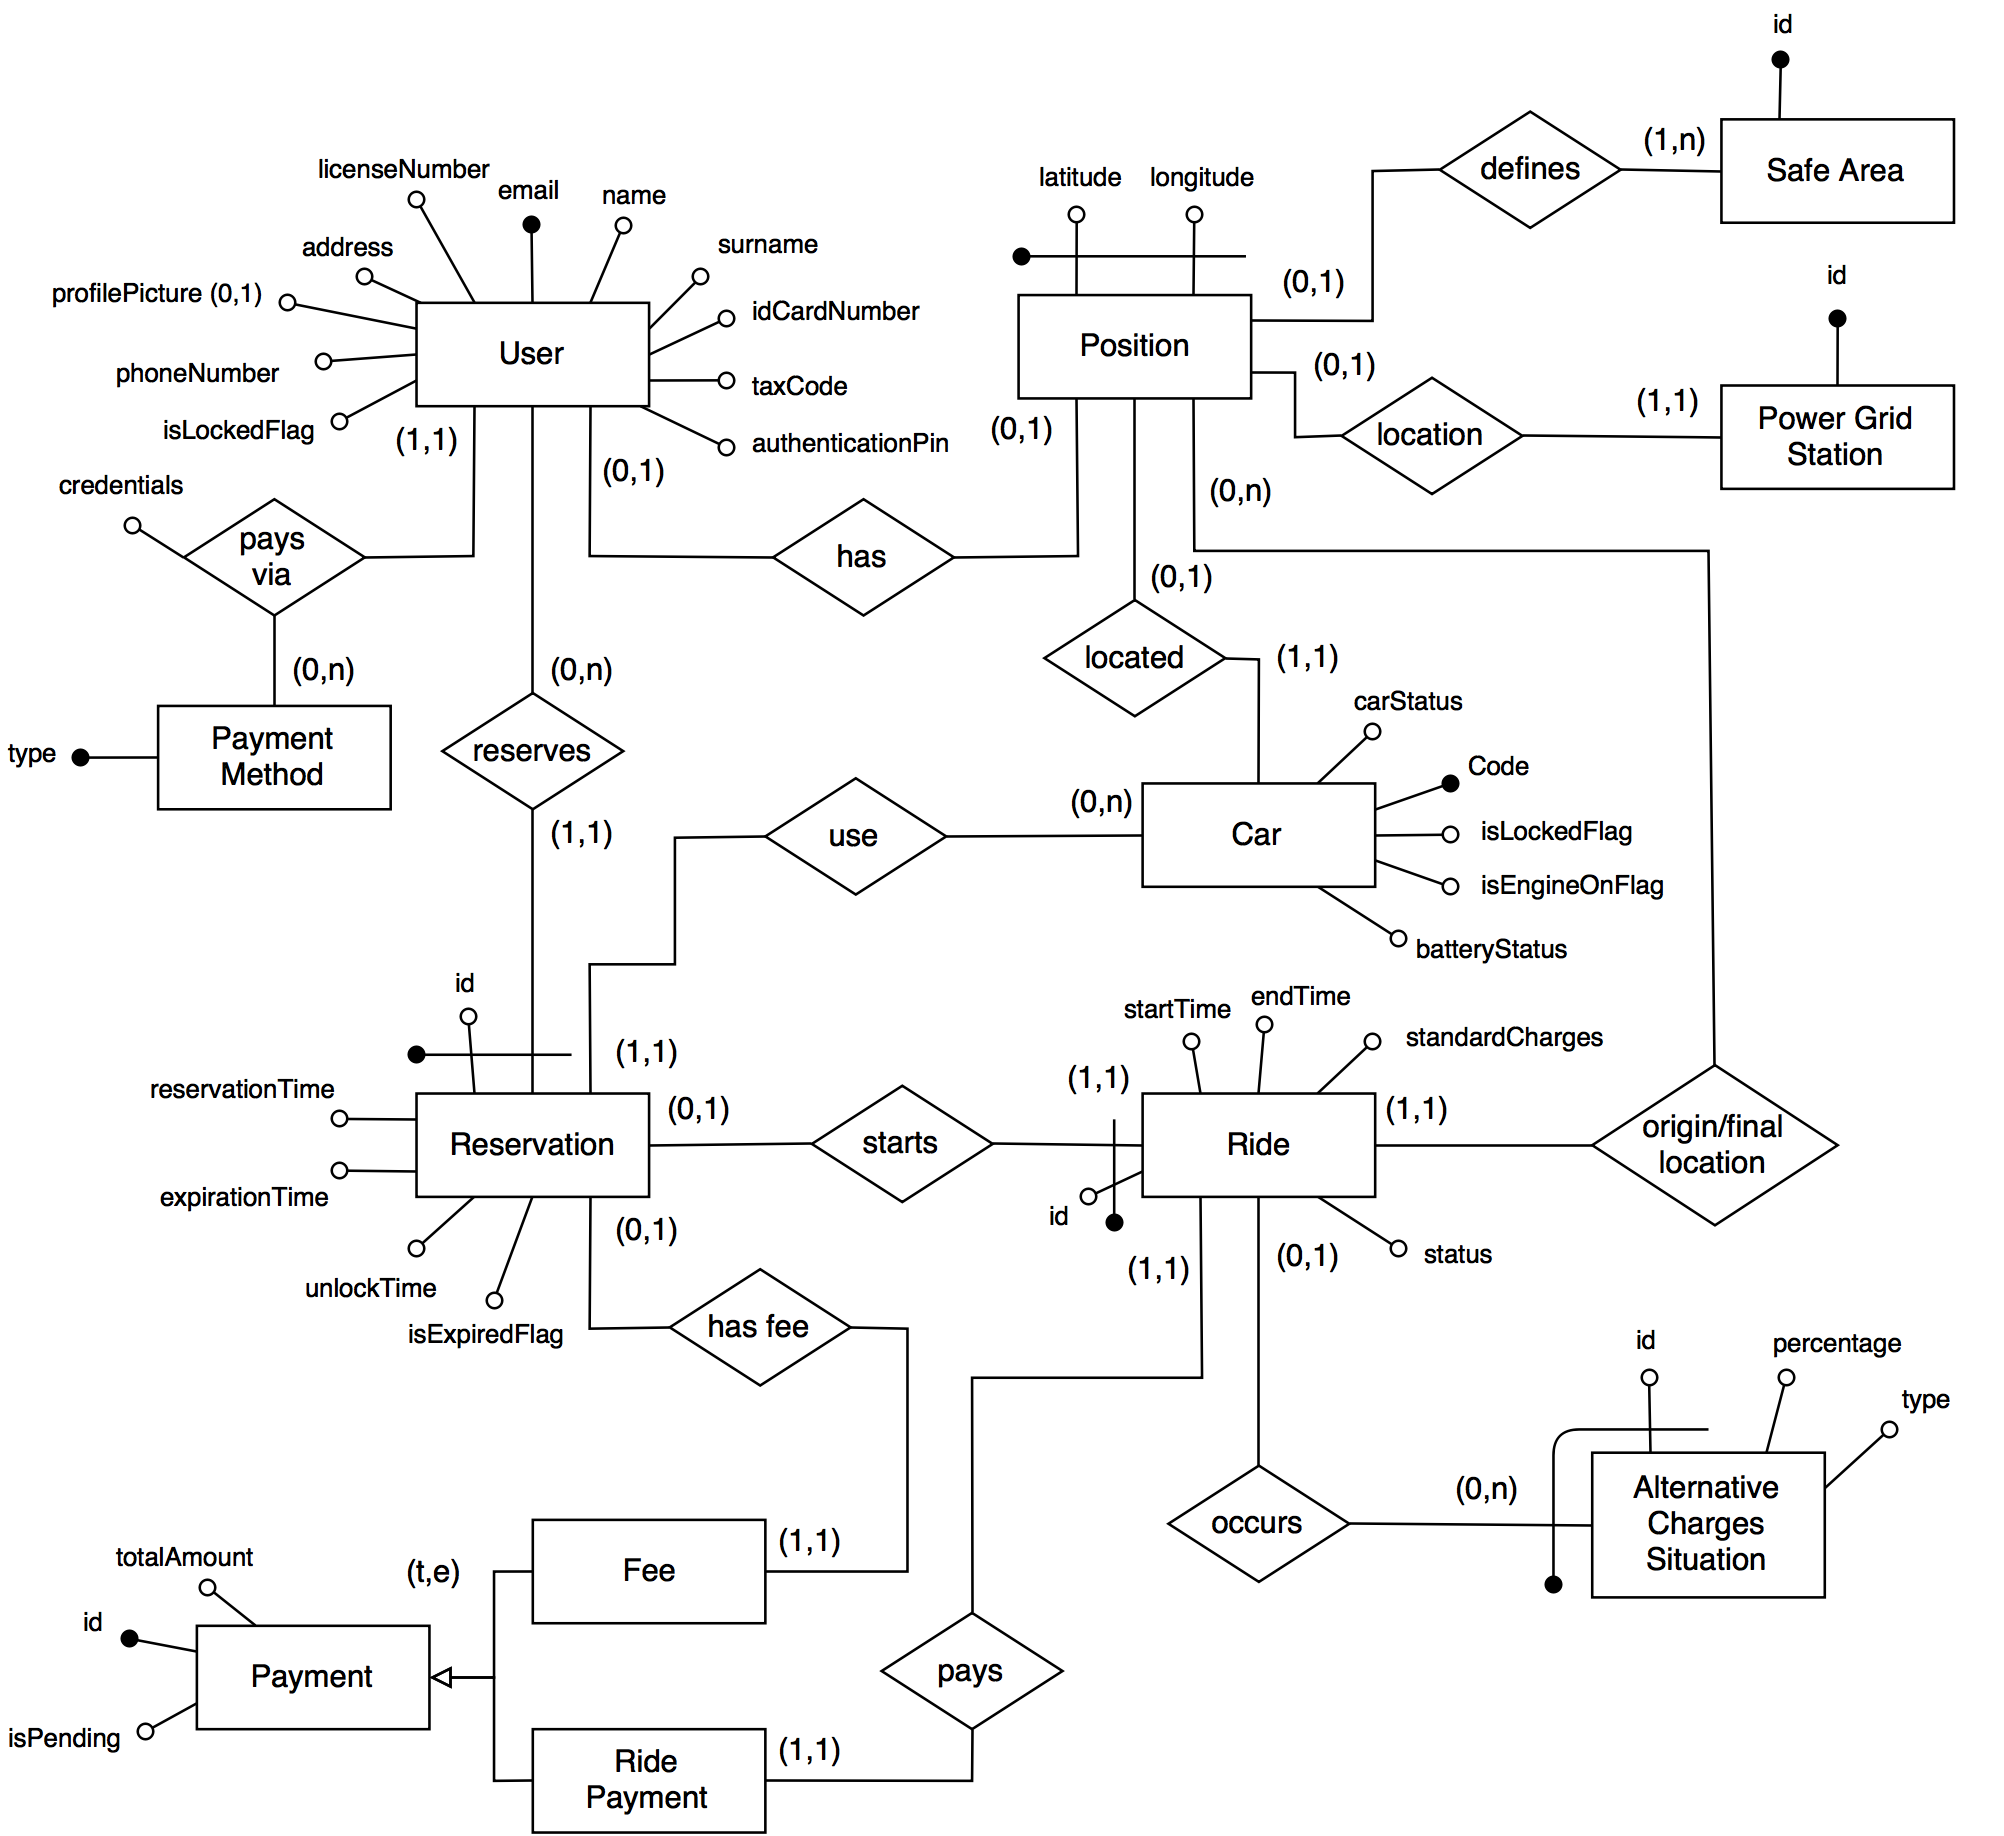 id
defines
(1,n)
Safe Area
licenseNumber
email
name
latitude
longitude
address
surname
profilePicture (0,1)
idCardNumber
(0,1)
id
User
Position
phoneNumber
taxCode
(0,1)
isLockedFlag
(1,1)
authenticationPin
(0,1)
(0,1)
location
(1,1)
Power Grid
Station
credentials
(0,n)
pays
via
has
(0,1)
(0,n)
(0,n)
located
(1,1)
carStatus
type
Payment
Method
reserves
Code
(1,1)
use
(0,n)
Car
isLockedFlag
isEngineOnFlag
batteryStatus
id
startTime
endTime
standardCharges
(1,1)
reservationTime
(0,1)
(1,1)
(1,1)
origin/final
location
Reservation
starts
Ride
expirationTime
id
(0,1)
(1,1)
(0,1)
status
unlockTime
isExpiredFlag
has fee
id
percentage
type
occurs
(0,n)
Alternative
Charges
Situation
totalAmount
(t,e)
Fee
(1,1)
id
Payment
pays
isPending
Ride
Payment
(1,1)